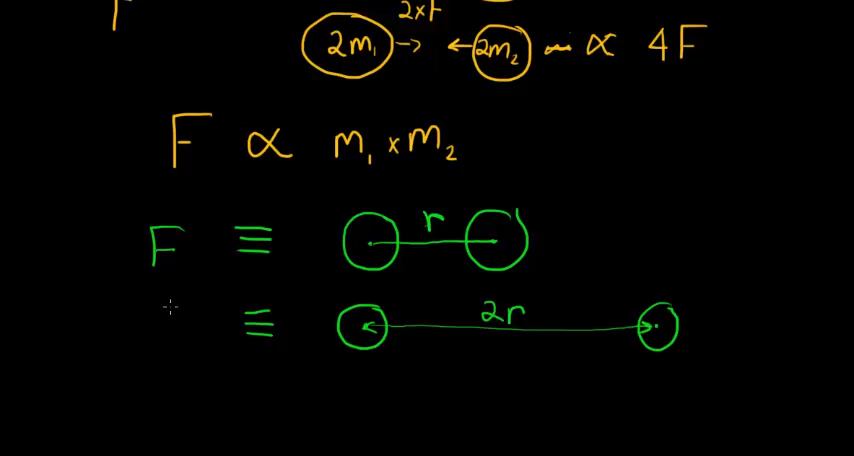 2×F
2m₁ → ← 2m₂ ∝ 4F
F ∝ m₁ × m₂
F ≡ r
≡ 2r